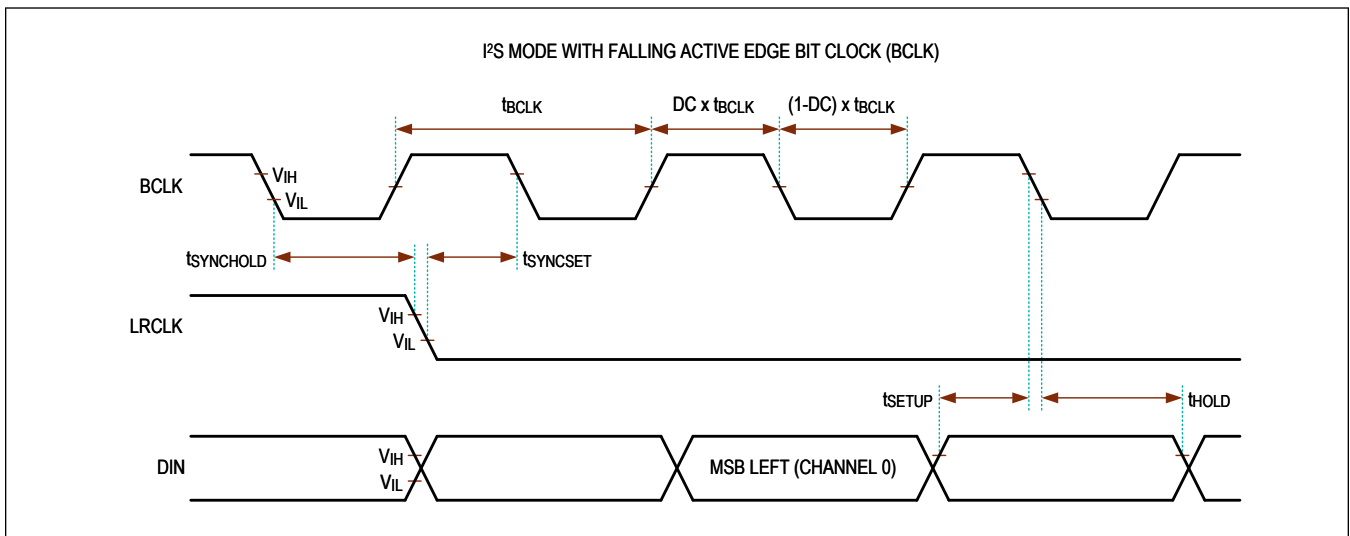 I²S MODE WITH FALLING ACTIVE EDGE BIT CLOCK (BCLK)
tBCLK
DC x tBCLK
(1-DC) x tBCLK
BCLK
VIH
VIL
tSYNCHOLD
tSYNCSET
LRCLK
VIH
VIL
tSETUP
tHOLD
DIN
VIH
VIL
MSB LEFT (CHANNEL 0)